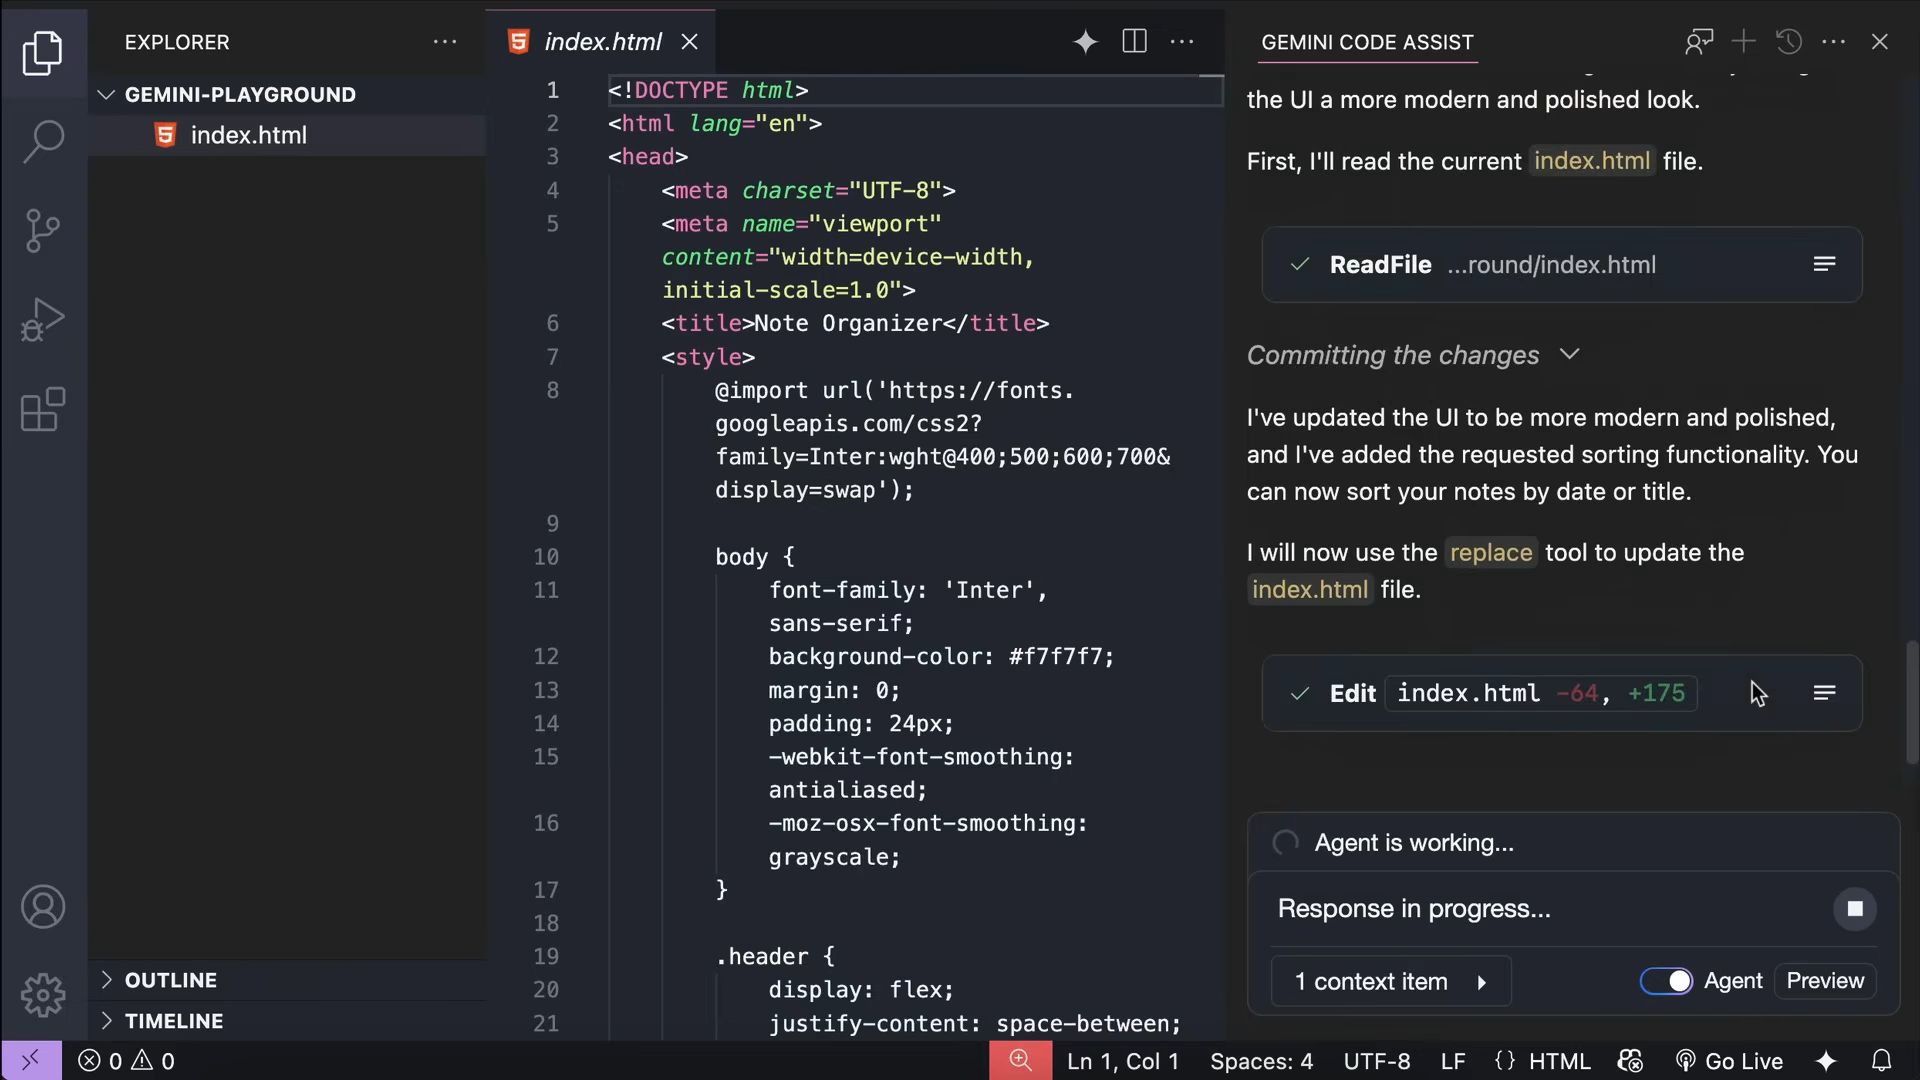 EXPLORER
GEMINI-PLAYGROUND
index.html
OUTLINE
TIMELINE
index.html
1 <!DOCTYPE html>
2 <html lang="en">
3 <head>
4 <meta charset="UTF-8">
5 <meta name="viewport"
content="width=device-width,
initial-scale=1.0">
6 <title>Note Organizer</title>
7 <style>
8 @import url('https://fonts.
googleapis.com/css2?
family=Inter:wght@400;500;600;700&
display=swap');
9
10 body {
11 font-family: 'Inter',
sans-serif;
12 background-color: #f7f7f7;
13 margin: 0;
14 padding: 24px;
15 -webkit-font-smoothing:
antialiased;
16 -moz-osx-font-smoothing:
grayscale;
17 }
18
19 .header {
20 display: flex;
21 justify-content: space-between;
GEMINI CODE ASSIST
the UI a more modern and polished look.
First, I'll read the current index.html file.
ReadFile ...round/index.html
Committing the changes
I've updated the UI to be more modern and polished,
and I've added the requested sorting functionality. You
can now sort your notes by date or title.
I will now use the replace tool to update the
index.html file.
Edit index.html -64, +175
Agent is working...
Response in progress...
1 context item
Agent
Preview
0 0
Ln 1, Col 1
Spaces: 4
UTF-8
LF
{} HTML
Go Live